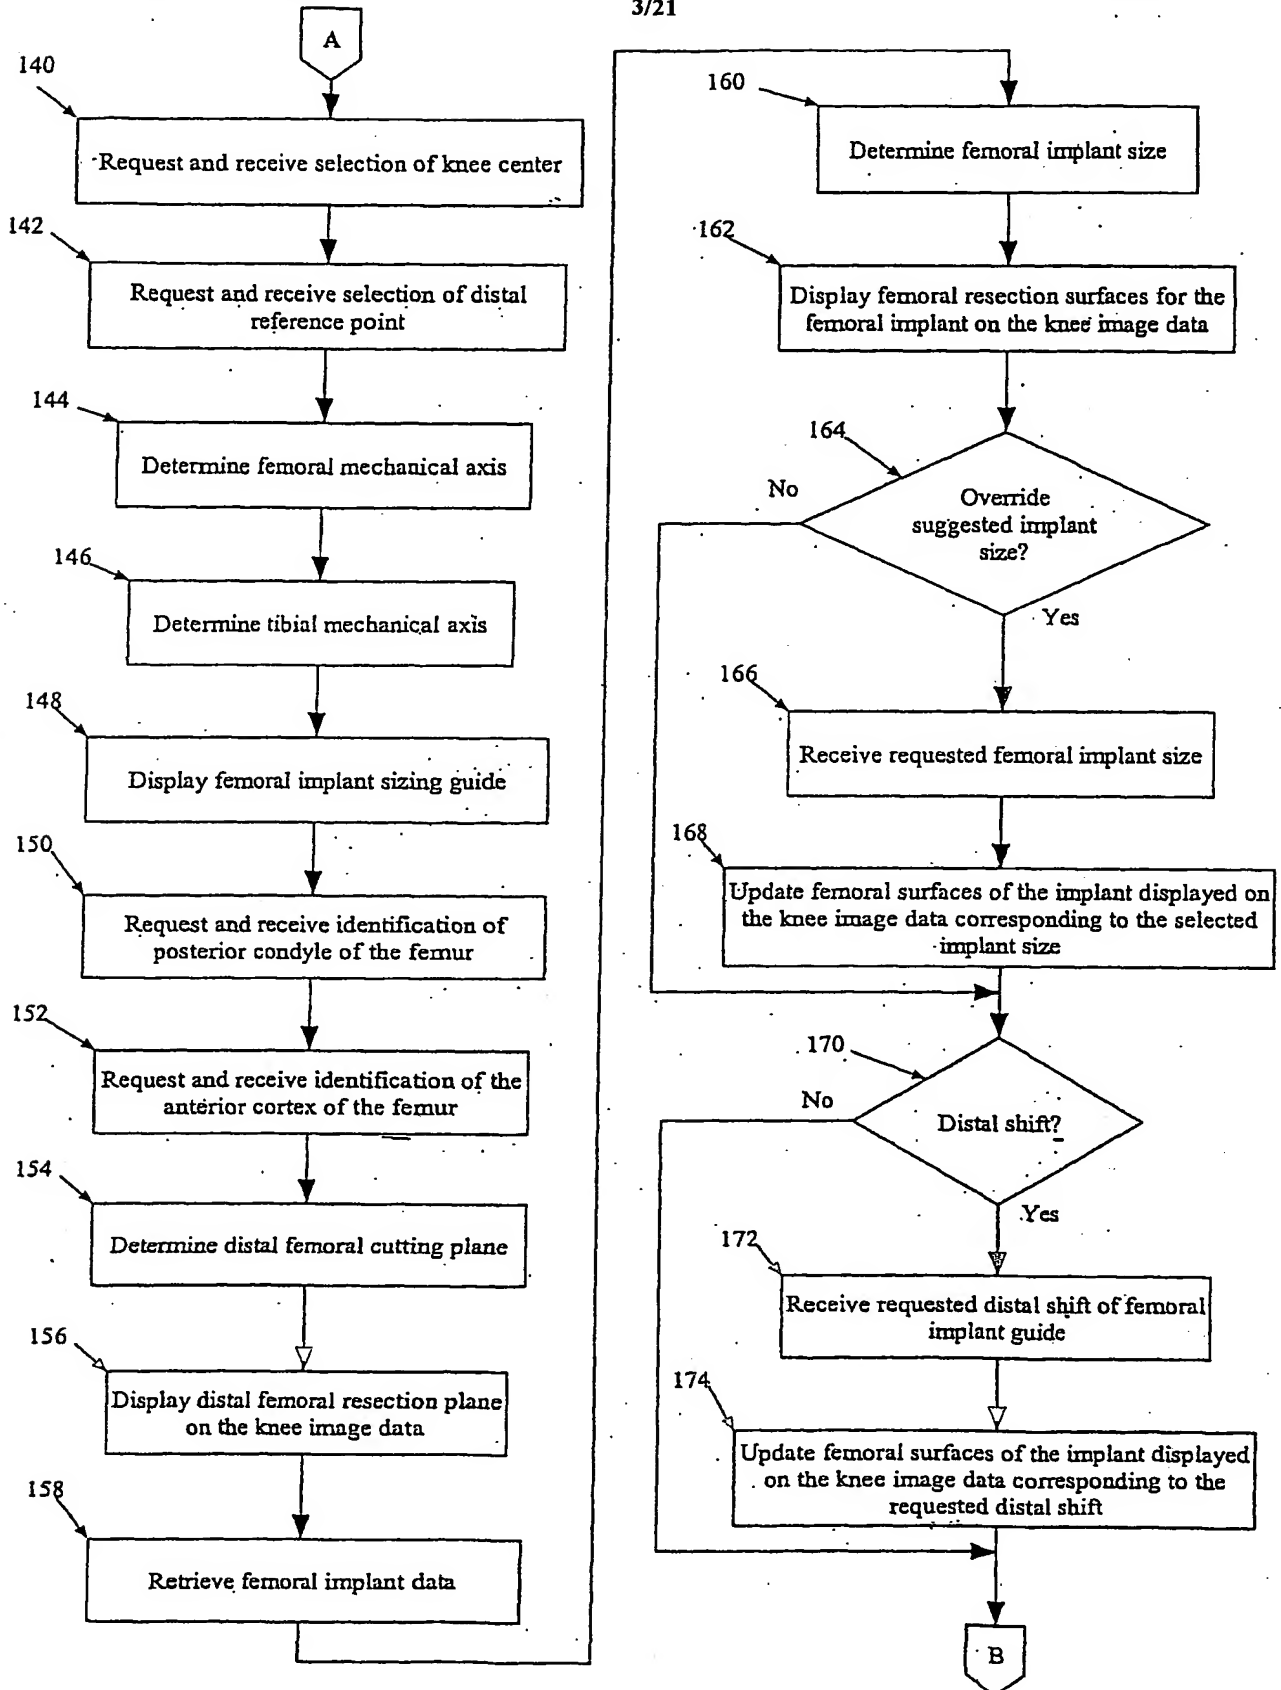 3/21
A
140
Request and receive selection of knee center
142
Request and receive selection of distal
reference point
144
Determine femoral mechanical axis
146
Determine tibial mechanical axis
148
Display femoral implant sizing guide
150
Request and receive identification of
posterior condyle of the femur
152
Request and receive identification of the
anterior cortex of the femur
154
Determine distal femoral cutting plane
156
Display distal femoral resection plane
on the knee image data
158
Retrieve femoral implant data
160
Determine femoral implant size
162
Display femoral resection surfaces for the
femoral implant on the knee image data
164
No
Override
suggested implant
size?
Yes
166
Receive requested femoral implant size
168
Update femoral surfaces of the implant displayed on
the knee image data corresponding to the selected
implant size
170
No
Distal shift?
Yes
172
Receive requested distal shift of femoral
implant guide
174
Update femoral surfaces of the implant displayed
on the knee image data corresponding to the
requested distal shift
B